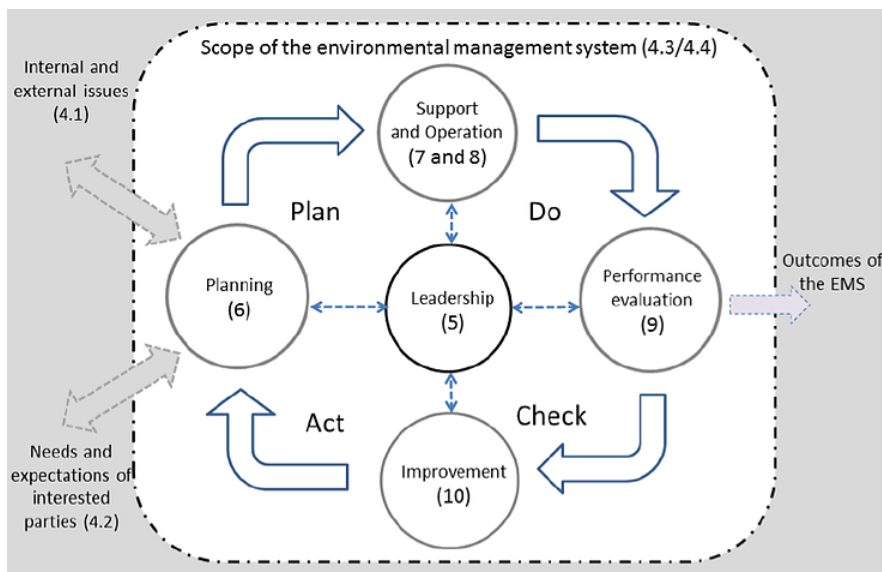 Scope of the environmental management system (4.3/4.4)
Internal and
external issues
(4.1)
Support
and Operation
(7 and 8)
Plan
Do
Planning
(6)
Leadership
(5)
Performance
evaluation
(9)
Outcomes of
the EMS
Act
Check
Improvement
(10)
Needs and
expectations of
interested
parties (4.2)